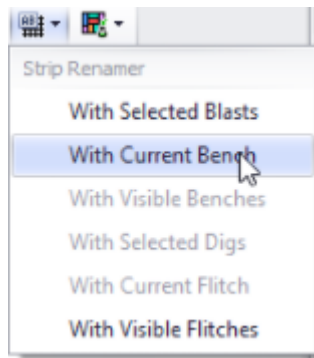 Strip Renamer
With Selected Blasts
With Current Bench
With Visible Benches
With Selected Digs
With Current Flitch
With Visible Flitches